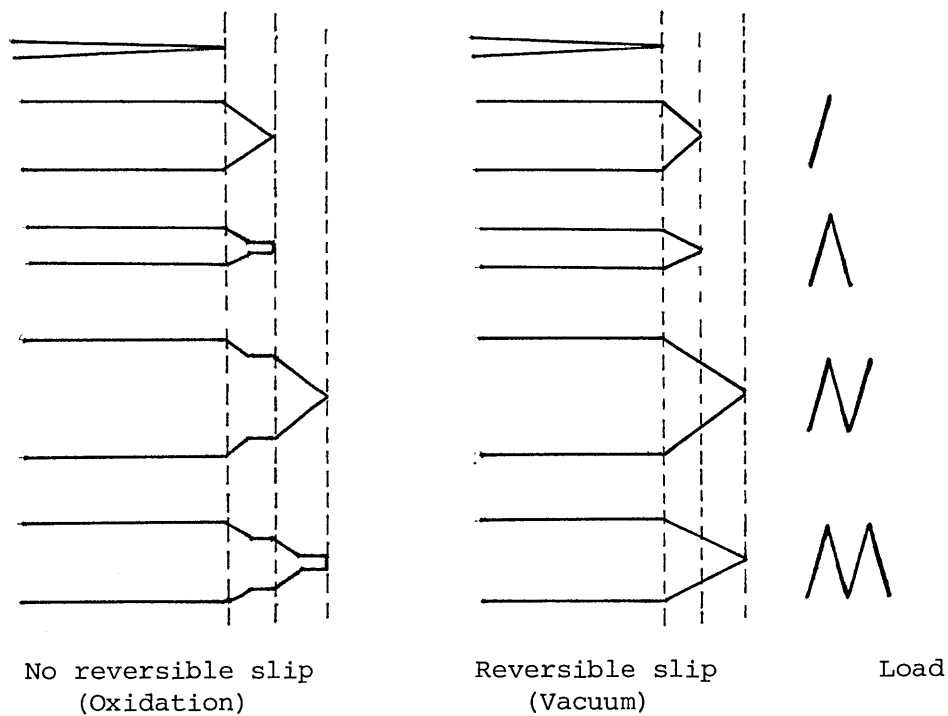 No reversible slip
(Oxidation)
Reversible slip
(Vacuum)
Load